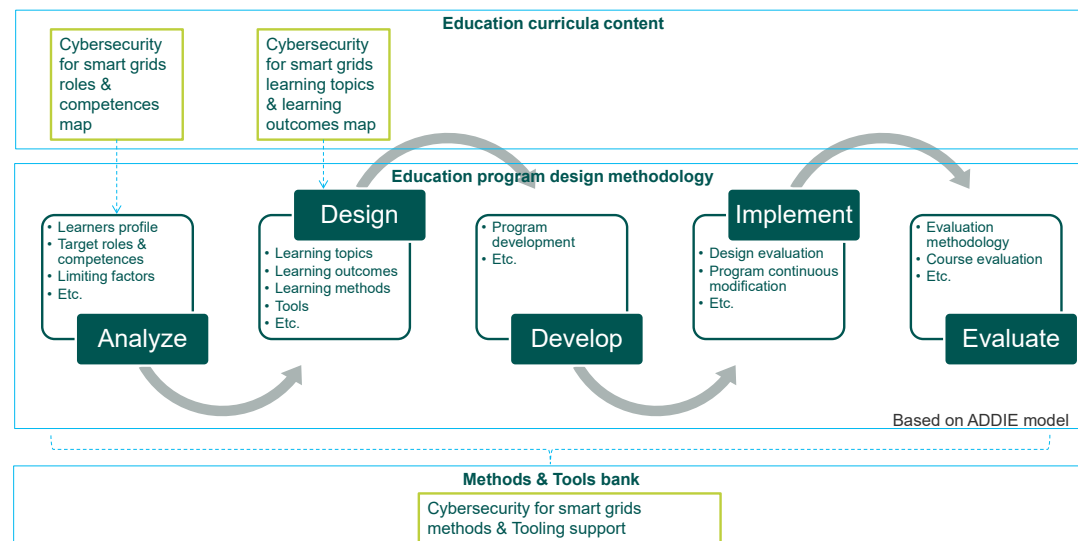 Education curricula content
Cybersecurity
for smart grids
roles &
competences
map
Cybersecurity
for smart grids
learning topics
& learning
outcomes map
Education program design methodology
• Learners profile
• Target roles &
competences
• Limiting factors
• Etc.
Analyze
Design
• Learning topics
• Learning outcomes
• Learning methods
• Tools
• Etc.
• Program
development
• Etc.
Develop
Implement
• Design evaluation
• Program continuous
modification
• Etc.
• Evaluation
methodology
• Course evaluation
• Etc.
Evaluate
Based on ADDIE model
Methods & Tools bank
Cybersecurity for smart grids
methods & Tooling support